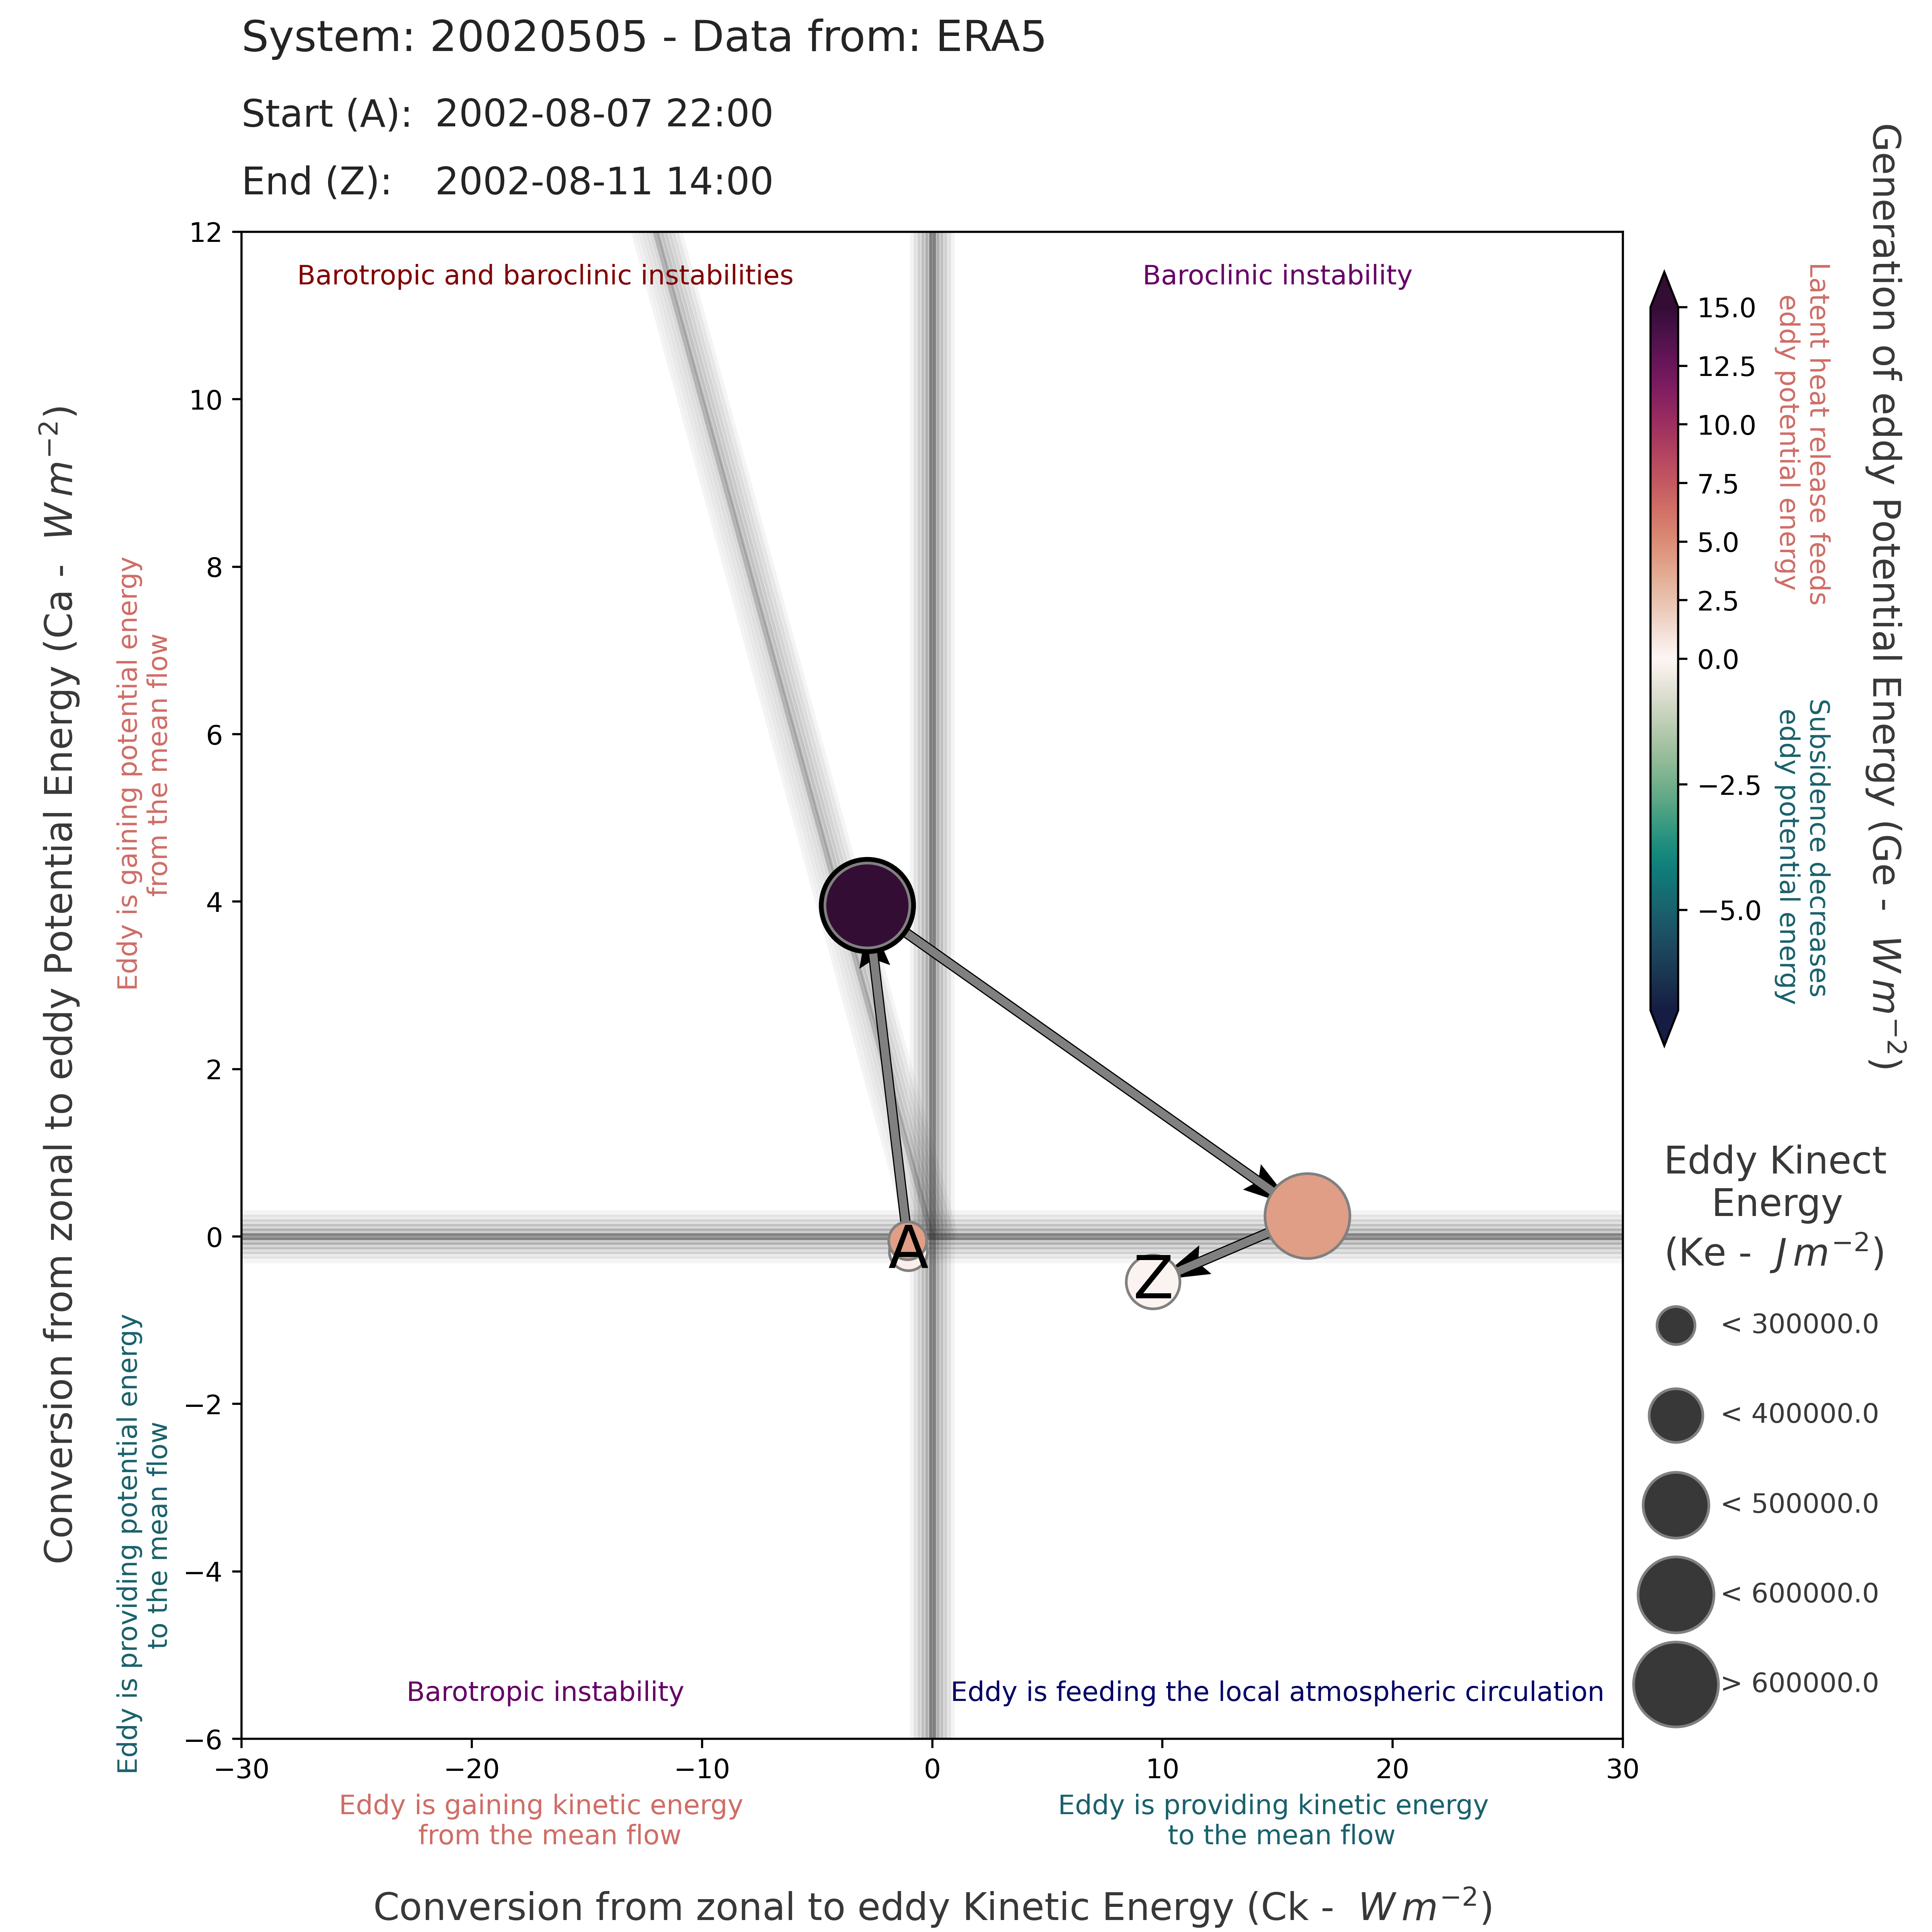 System: 20020505 - Data from: ERA5
Start (A): 2002-08-07 22:00
End (Z): 2002-08-11 14:00
Barotropic and baroclinic instabilities
Baroclinic instability
Barotropic instability
Eddy is feeding the local atmospheric circulation
A
Z
12
10
8
6
4
2
0
−2
−4
−6
−30
−20
−10
0
10
20
30
Conversion from zonal to eddy Potential Energy (Ca - W m⁻²)
Eddy is gaining potential energy
from the mean flow
Eddy is providing potential energy
to the mean flow
Eddy is gaining kinetic energy
from the mean flow
Eddy is providing kinetic energy
to the mean flow
Conversion from zonal to eddy Kinetic Energy (Ck - W m⁻²)
15.0
12.5
10.0
7.5
5.0
2.5
0.0
−2.5
−5.0
Latent heat release feeds
eddy potential energy
Subsidence decreases
eddy potential energy
Generation of eddy Potential Energy (Ge - W m⁻²)
Eddy Kinect
Energy
(Ke - J m⁻²)
< 300000.0
< 400000.0
< 500000.0
< 600000.0
> 600000.0